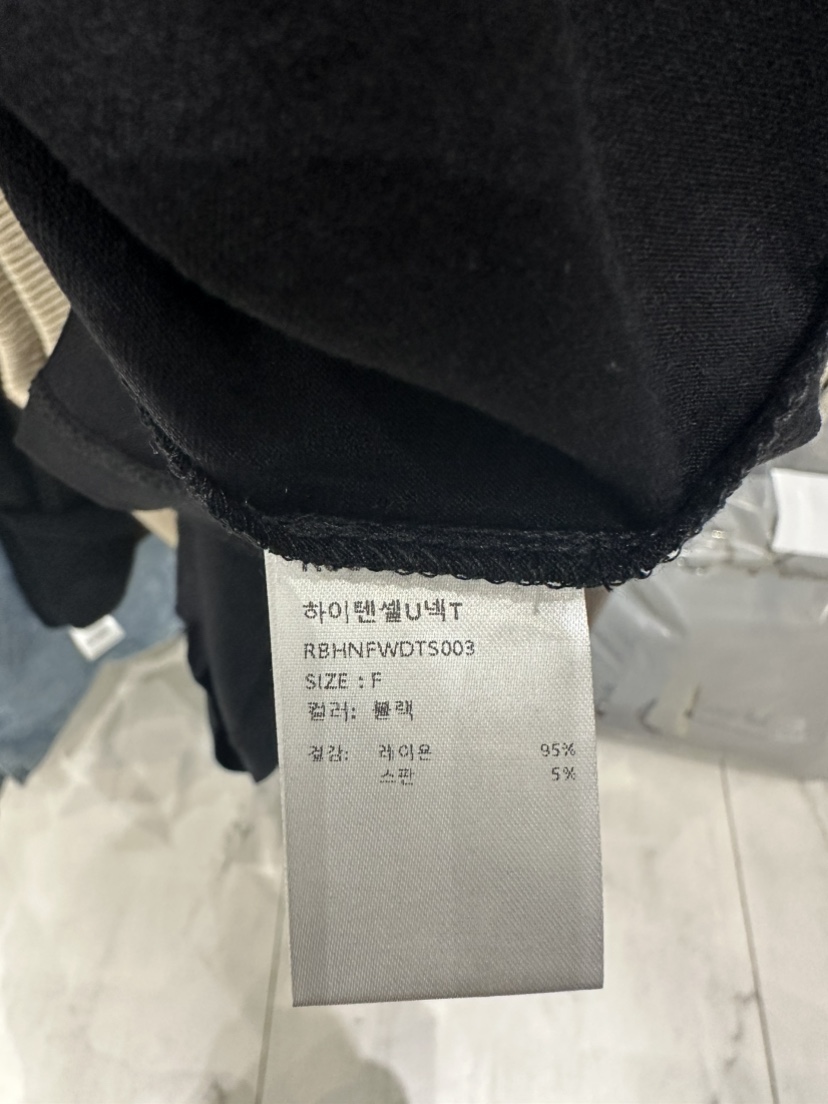 하이텐셀U넥T
RBHNFWDTS003
SIZE : F
컬러: 블랙
겉감: 레이온 95%
스판 5%